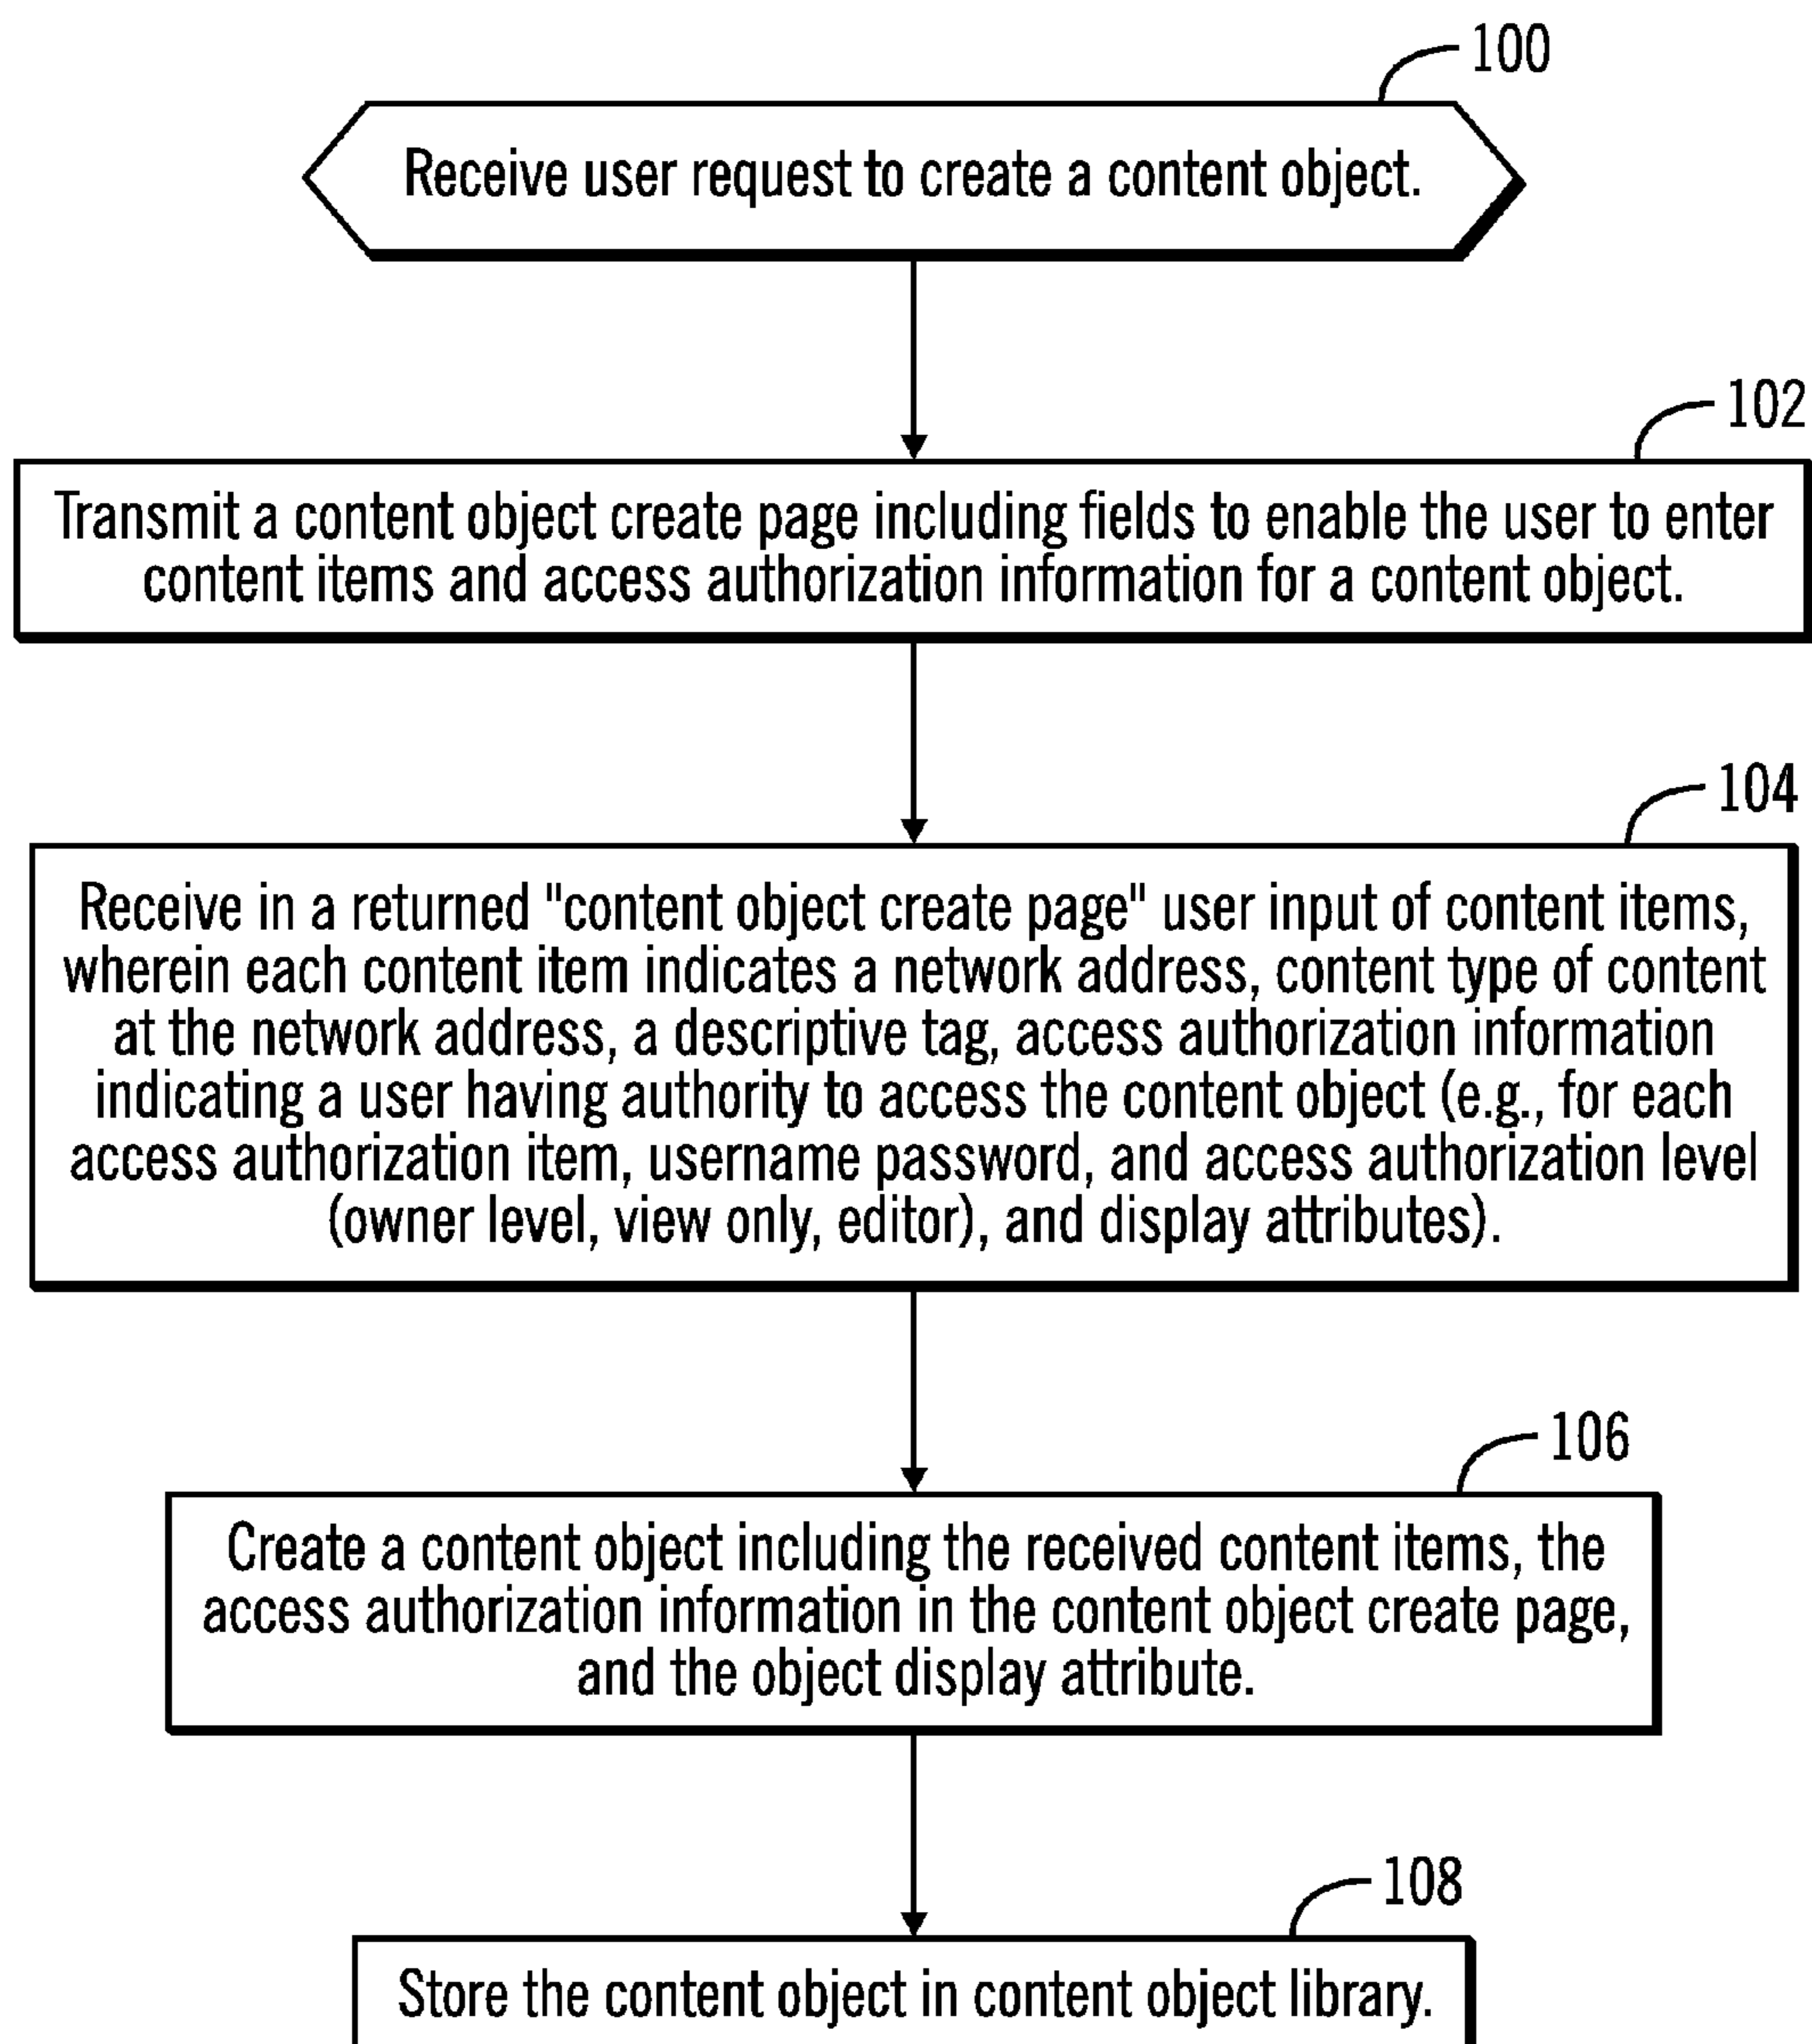 100
Receive user request to create a content object.
102
Transmit a content object create page including fields to enable the user to enter
content items and access authorization information for a content object.
104
Receive in a returned "content object create page" user input of content items,
wherein each content item indicates a network address, content type of content
at the network address, a descriptive tag, access authorization information
indicating a user having authority to access the content object (e.g., for each
access authorization item, username password, and access authorization level
(owner level, view only, editor), and display attributes).
106
Create a content object including the received content items, the
access authorization information in the content object create page,
and the object display attribute.
108
Store the content object in content object library.